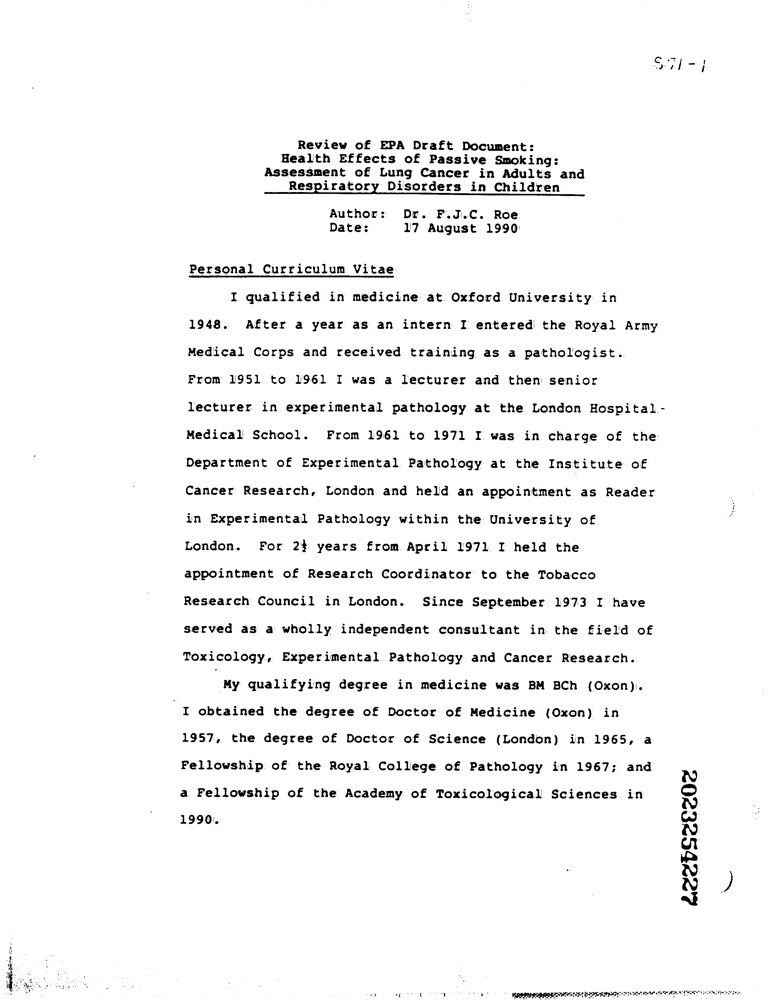 571-1
Review of EPA Draft Document:
Health Effects of Passive Smoking:
Assessment of Lung Cancer in Adults and
Respiratory Disorders in Children
Author: Dr. F.J.C. Roe
Date: 17 August 1990
Personal Curriculum Vitae
I qualified in medicine at Oxford University in
1948. After a year as an intern I entered the Royal Army
Medical Corps and received training as a pathologist.
From 1951 to 1961 I was a lecturer and then senior
lecturer in experimental pathology at the London Hospital-
Medical School. From 1961 to 1971 I was in charge of the
Department of Experimental Pathology at the Institute of
Cancer Research, London and held an appointment as Reader
in Experimental Pathology within the University of
London. For 2½ years from April 1971 I held the
appointment of Research Coordinator to the Tobacco
Research Council in London. Since September 1973 I have
served as a wholly independent consultant in the field of
Toxicology, Experimental Pathology and Cancer Research.
My qualifying degree in medicine was BM BCh (Oxon).
I obtained the degree of Doctor of Medicine (Oxon) in
1957, the degree of Doctor of Science (London) in 1965, a
Fellowship of the Royal College of Pathology in 1967; and
a Fellowship of the Academy of Toxicological Sciences in
1990.
2023254227